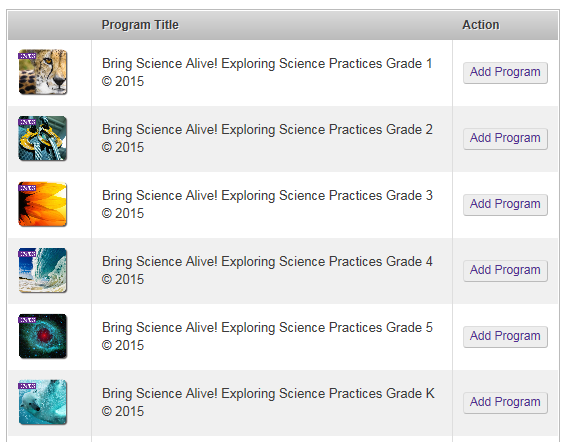 Program Title Action
Bring Science Alive! Exploring Science Practices Grade 1
© 2015
Add Program
Bring Science Alive! Exploring Science Practices Grade 2
© 2015
Add Program
Bring Science Alive! Exploring Science Practices Grade 3
© 2015
Add Program
Bring Science Alive! Exploring Science Practices Grade 4
© 2015
Add Program
Bring Science Alive! Exploring Science Practices Grade 5
© 2015
Add Program
Bring Science Alive! Exploring Science Practices Grade K
© 2015
Add Program